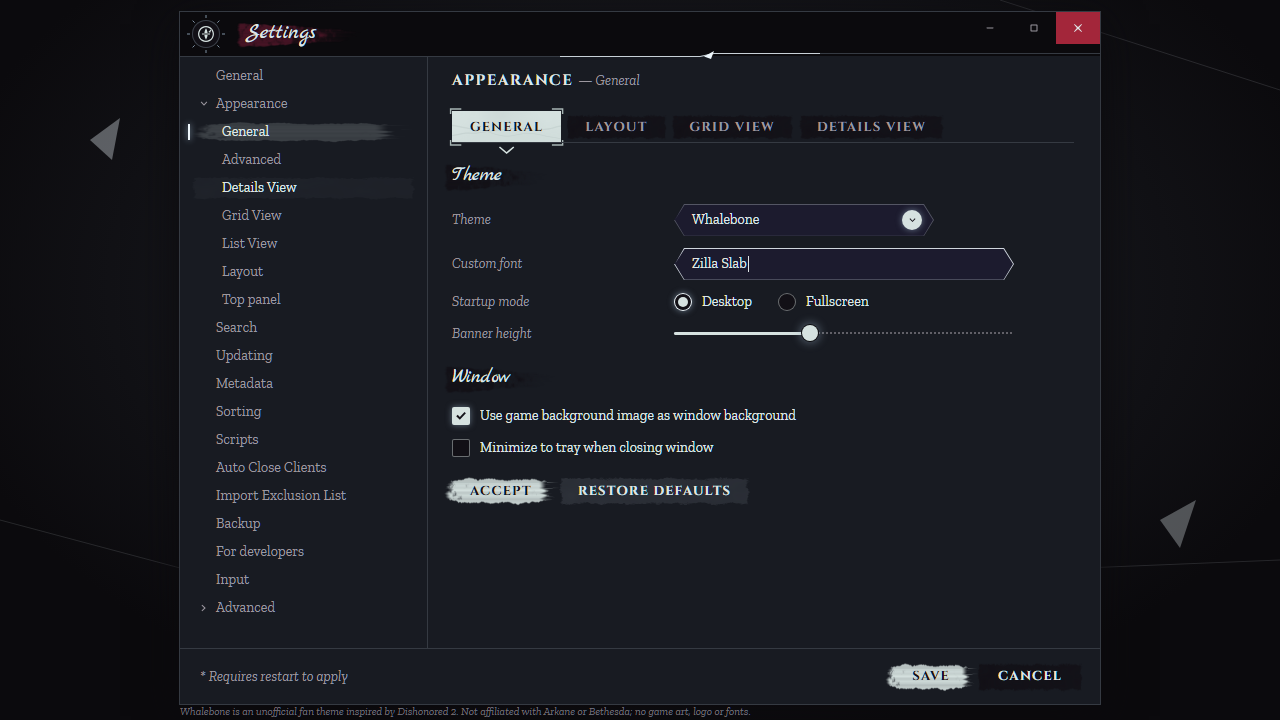 Settings
General
Appearance
General
Advanced
Details View
Grid View
List View
Layout
Top panel
Search
Updating
Metadata
Sorting
Scripts
Auto Close Clients
Import Exclusion List
Backup
For developers
Input
Advanced
APPEARANCE — General
GENERAL LAYOUT GRID VIEW DETAILS VIEW
Theme
Theme Whalebone
Custom font Zilla Slab
Startup mode Desktop Fullscreen
Banner height
Window
Use game background image as window background
Minimize to tray when closing window
ACCEPT RESTORE DEFAULTS
* Requires restart to apply
SAVE CANCEL
Whalebone is an unofficial fan theme inspired by Dishonored 2. Not affiliated with Arkane or Bethesda; no game art, logo or fonts.